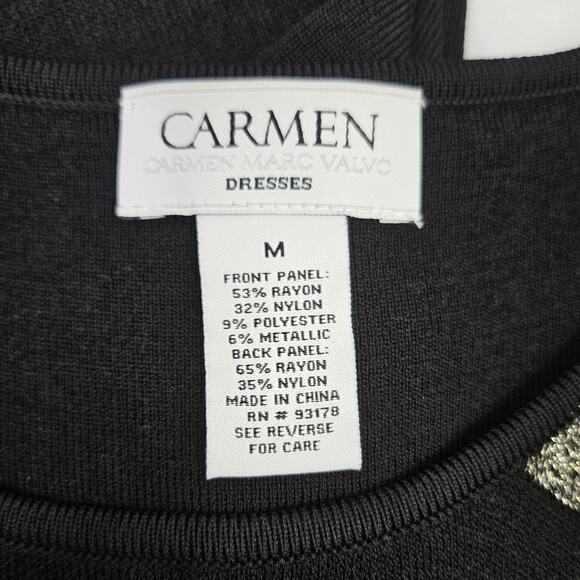 CARMEN
CARMEN MARC VALVO
DRESSES
M
FRONT PANEL:
53% RAYON
32% NYLON
9% POLYESTER
6% METALLIC
BACK PANEL:
65% RAYON
35% NYLON
MADE IN CHINA
RN # 93178
SEE REVERSE
FOR CARE